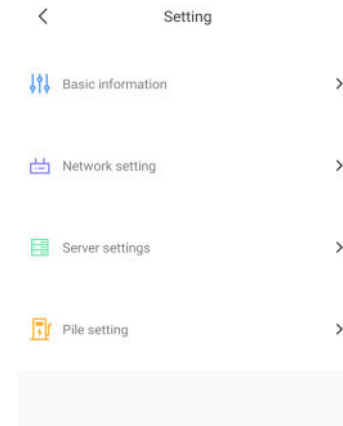 Setting
Basic information
Network setting
Server settings
Pile setting